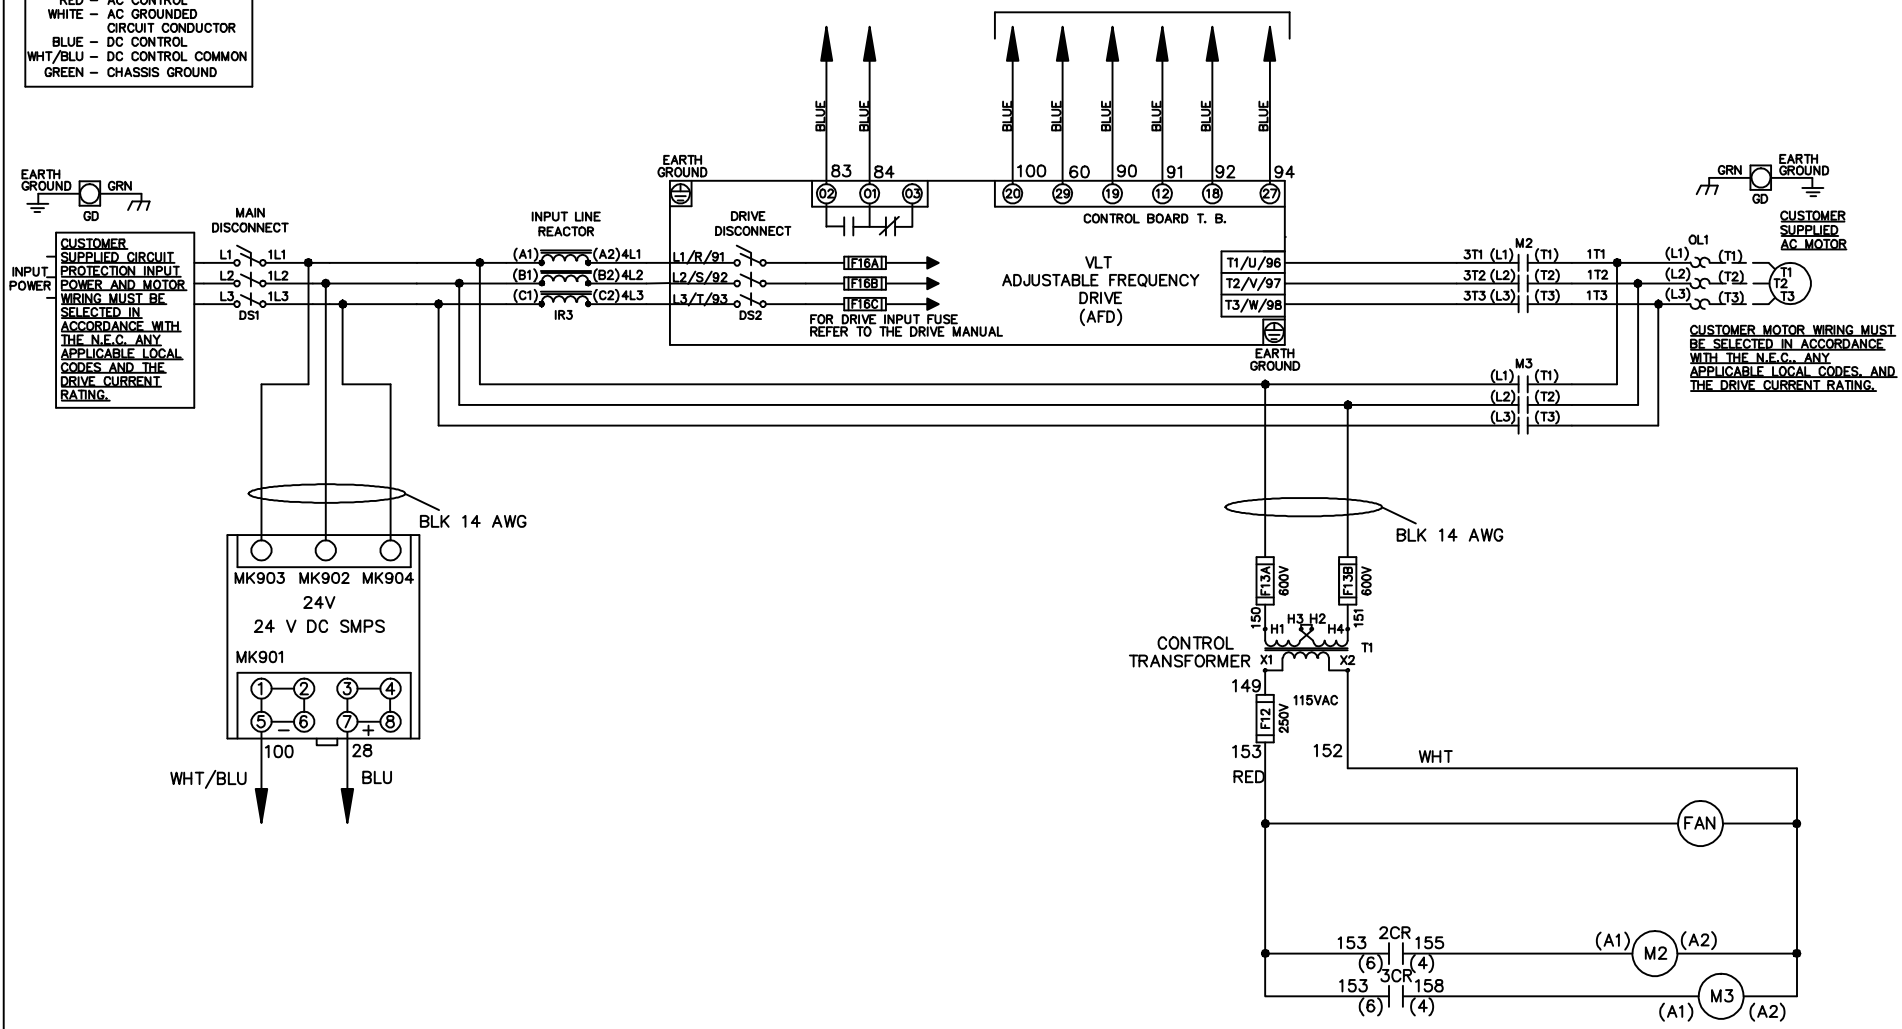 RED – AC CONTROL
WHITE – AC GROUNDED
CIRCUIT CONDUCTOR
BLUE – DC CONTROL
WHT/BLU – DC CONTROL COMMON
GREEN – CHASSIS GROUND
BLUE
BLUE
BLUE
BLUE
BLUE
BLUE
BLUE
BLUE
EARTH
GROUND
GRN
GD
MAIN
DISCONNECT
INPUT
POWER
CUSTOMER
SUPPLIED CIRCUIT
PROTECTION INPUT
POWER AND MOTOR
WIRING MUST BE
SELECTED IN
ACCORDANCE WITH
THE N.E.C. ANY
APPLICABLE LOCAL
CODES AND THE
DRIVE CURRENT
RATING.
L1 1L1
L2 1L2
L3 1L3
DS1
INPUT LINE
REACTOR
(A1) (A2) 4L1
(B1) (B2) 4L2
(C1) (C2) 4L3
IR3
EARTH
GROUND
L1/R/91
L2/S/92
L3/T/93
DRIVE
DISCONNECT
DS2
83 84
02 01 03
F16A
F16B
F16C
FOR DRIVE INPUT FUSE
REFER TO THE DRIVE MANUAL
100 60 90 91 92 94
20 29 19 12 18 27
CONTROL BOARD T. B.
VLT
ADJUSTABLE FREQUENCY
DRIVE
(AFD)
T1/U/96
T2/V/97
T3/W/98
EARTH
GROUND
M2
3T1 (L1) (T1) 1T1
3T2 (L2) (T2) 1T2
3T3 (L3) (T3) 1T3
OL1
(L1) (T1)
(L2) (T2)
(L3) (T3)
T1
T2
T3
GRN
GD
EARTH
GROUND
CUSTOMER
SUPPLIED
AC MOTOR
CUSTOMER MOTOR WIRING MUST
BE SELECTED IN ACCORDANCE
WITH THE N.E.C., ANY
APPLICABLE LOCAL CODES, AND
THE DRIVE CURRENT RATING.
M3
(L1) (T1)
(L2) (T2)
(L3) (T3)
BLK 14 AWG
MK903 MK902 MK904
24V
24 V DC SMPS
MK901
1 2 3 4
5 6 7 8
– +
100 28
WHT/BLU BLU
BLK 14 AWG
F13A
600V
F13B
600V
150
151
H1 H3 H2 H4
CONTROL
TRANSFORMER
X1 X2
T1
149
115VAC
F12
250V
153 152
RED
WHT
FAN
2CR
153 155
(6) (4)
(A1) M2 (A2)
3CR
153 158
(6) (4)
(A1) M3 (A2)